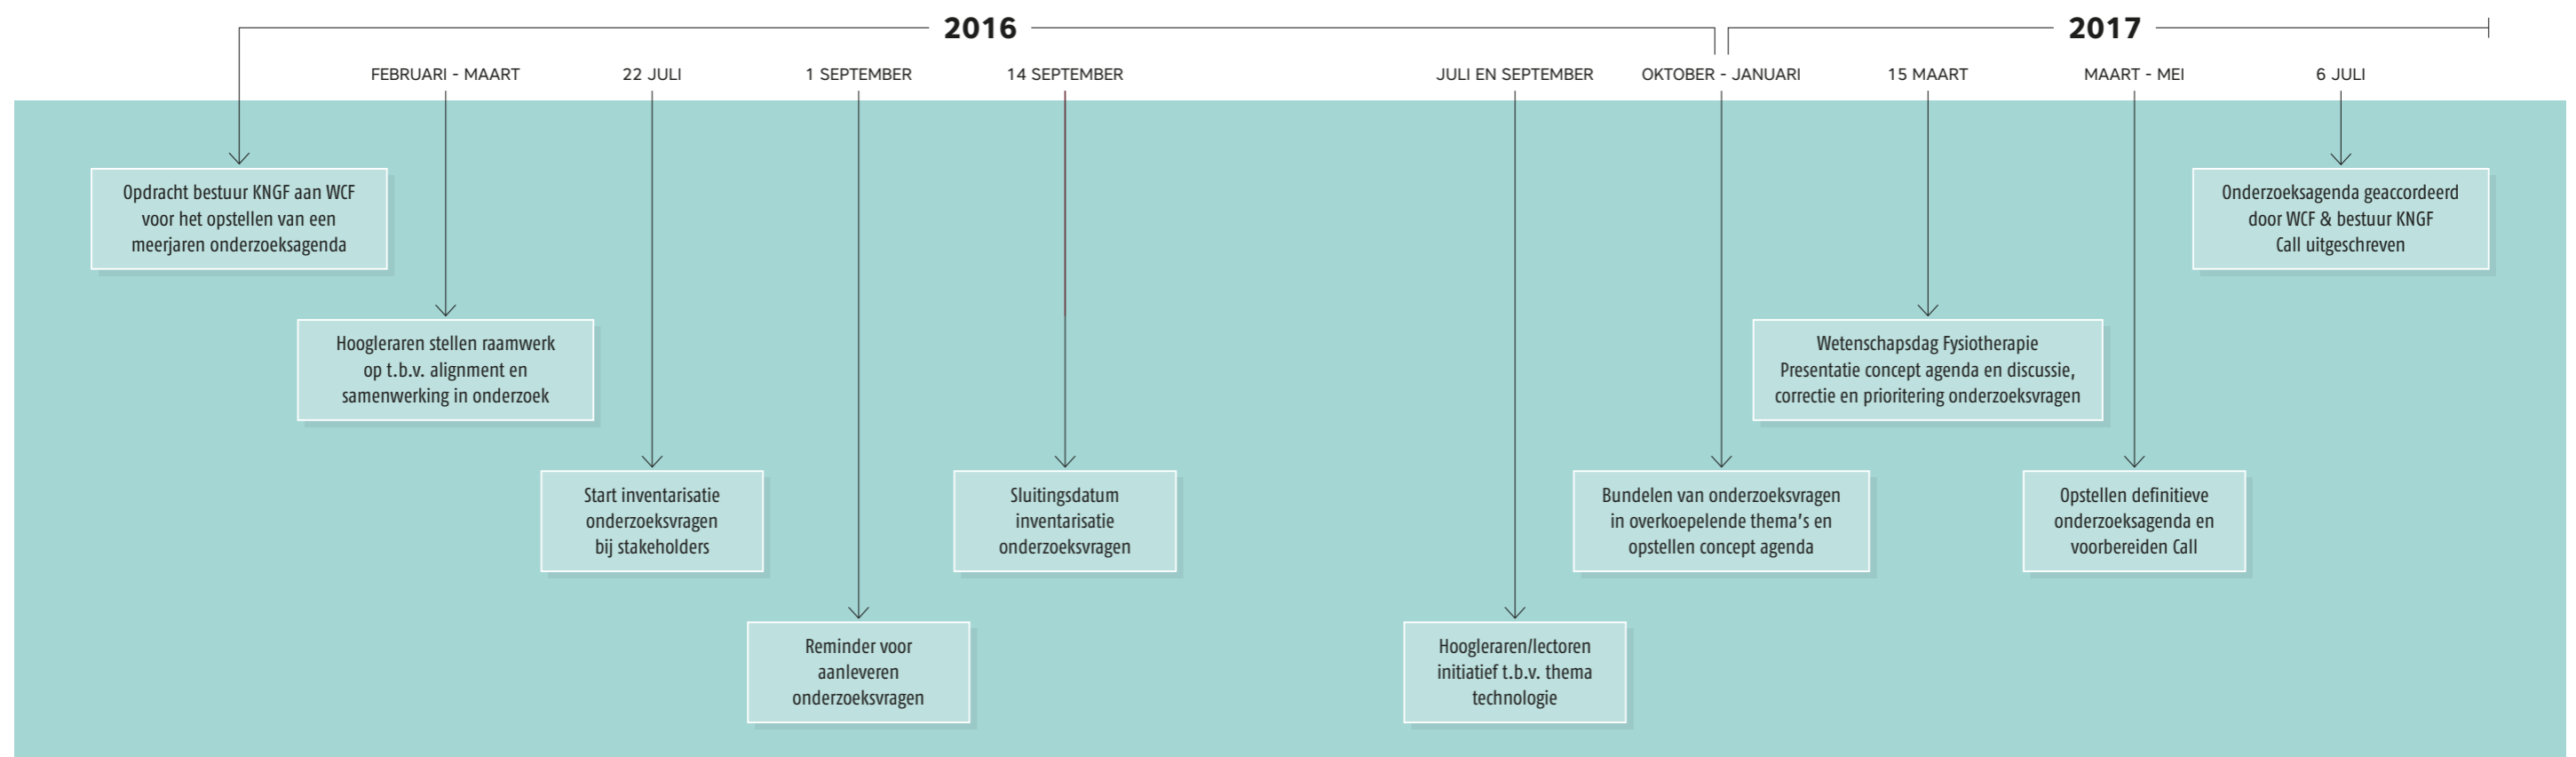 2016
2017
FEBRUARI - MAART
22 JULI
1 SEPTEMBER
14 SEPTEMBER
JULI EN SEPTEMBER
OKTOBER - JANUARI
15 MAART
MAART - MEI
6 JULI
Opdracht bestuur KNGF aan WCF
voor het opstellen van een
meerjaren onderzoeksagenda
Hoogleraren stellen raamwerk
op t.b.v. alignment en
samenwerking in onderzoek
Start inventarisatie
onderzoeksvragen
bij stakeholders
Reminder voor
aanleveren
onderzoeksvragen
Sluitingsdatum
inventarisatie
onderzoeksvragen
Hoogleraren/lectoren
initiatief t.b.v. thema
technologie
Bundelen van onderzoeksvragen
in overkoepelende thema's en
opstellen concept agenda
Wetenschapsdag Fysiotherapie
Presentatie concept agenda en discussie,
correctie en prioritering onderzoeksvragen
Opstellen definitieve
onderzoeksagenda en
voorbereiden Call
Onderzoeksagenda geaccordeerd
door WCF & bestuur KNGF
Call uitgeschreven